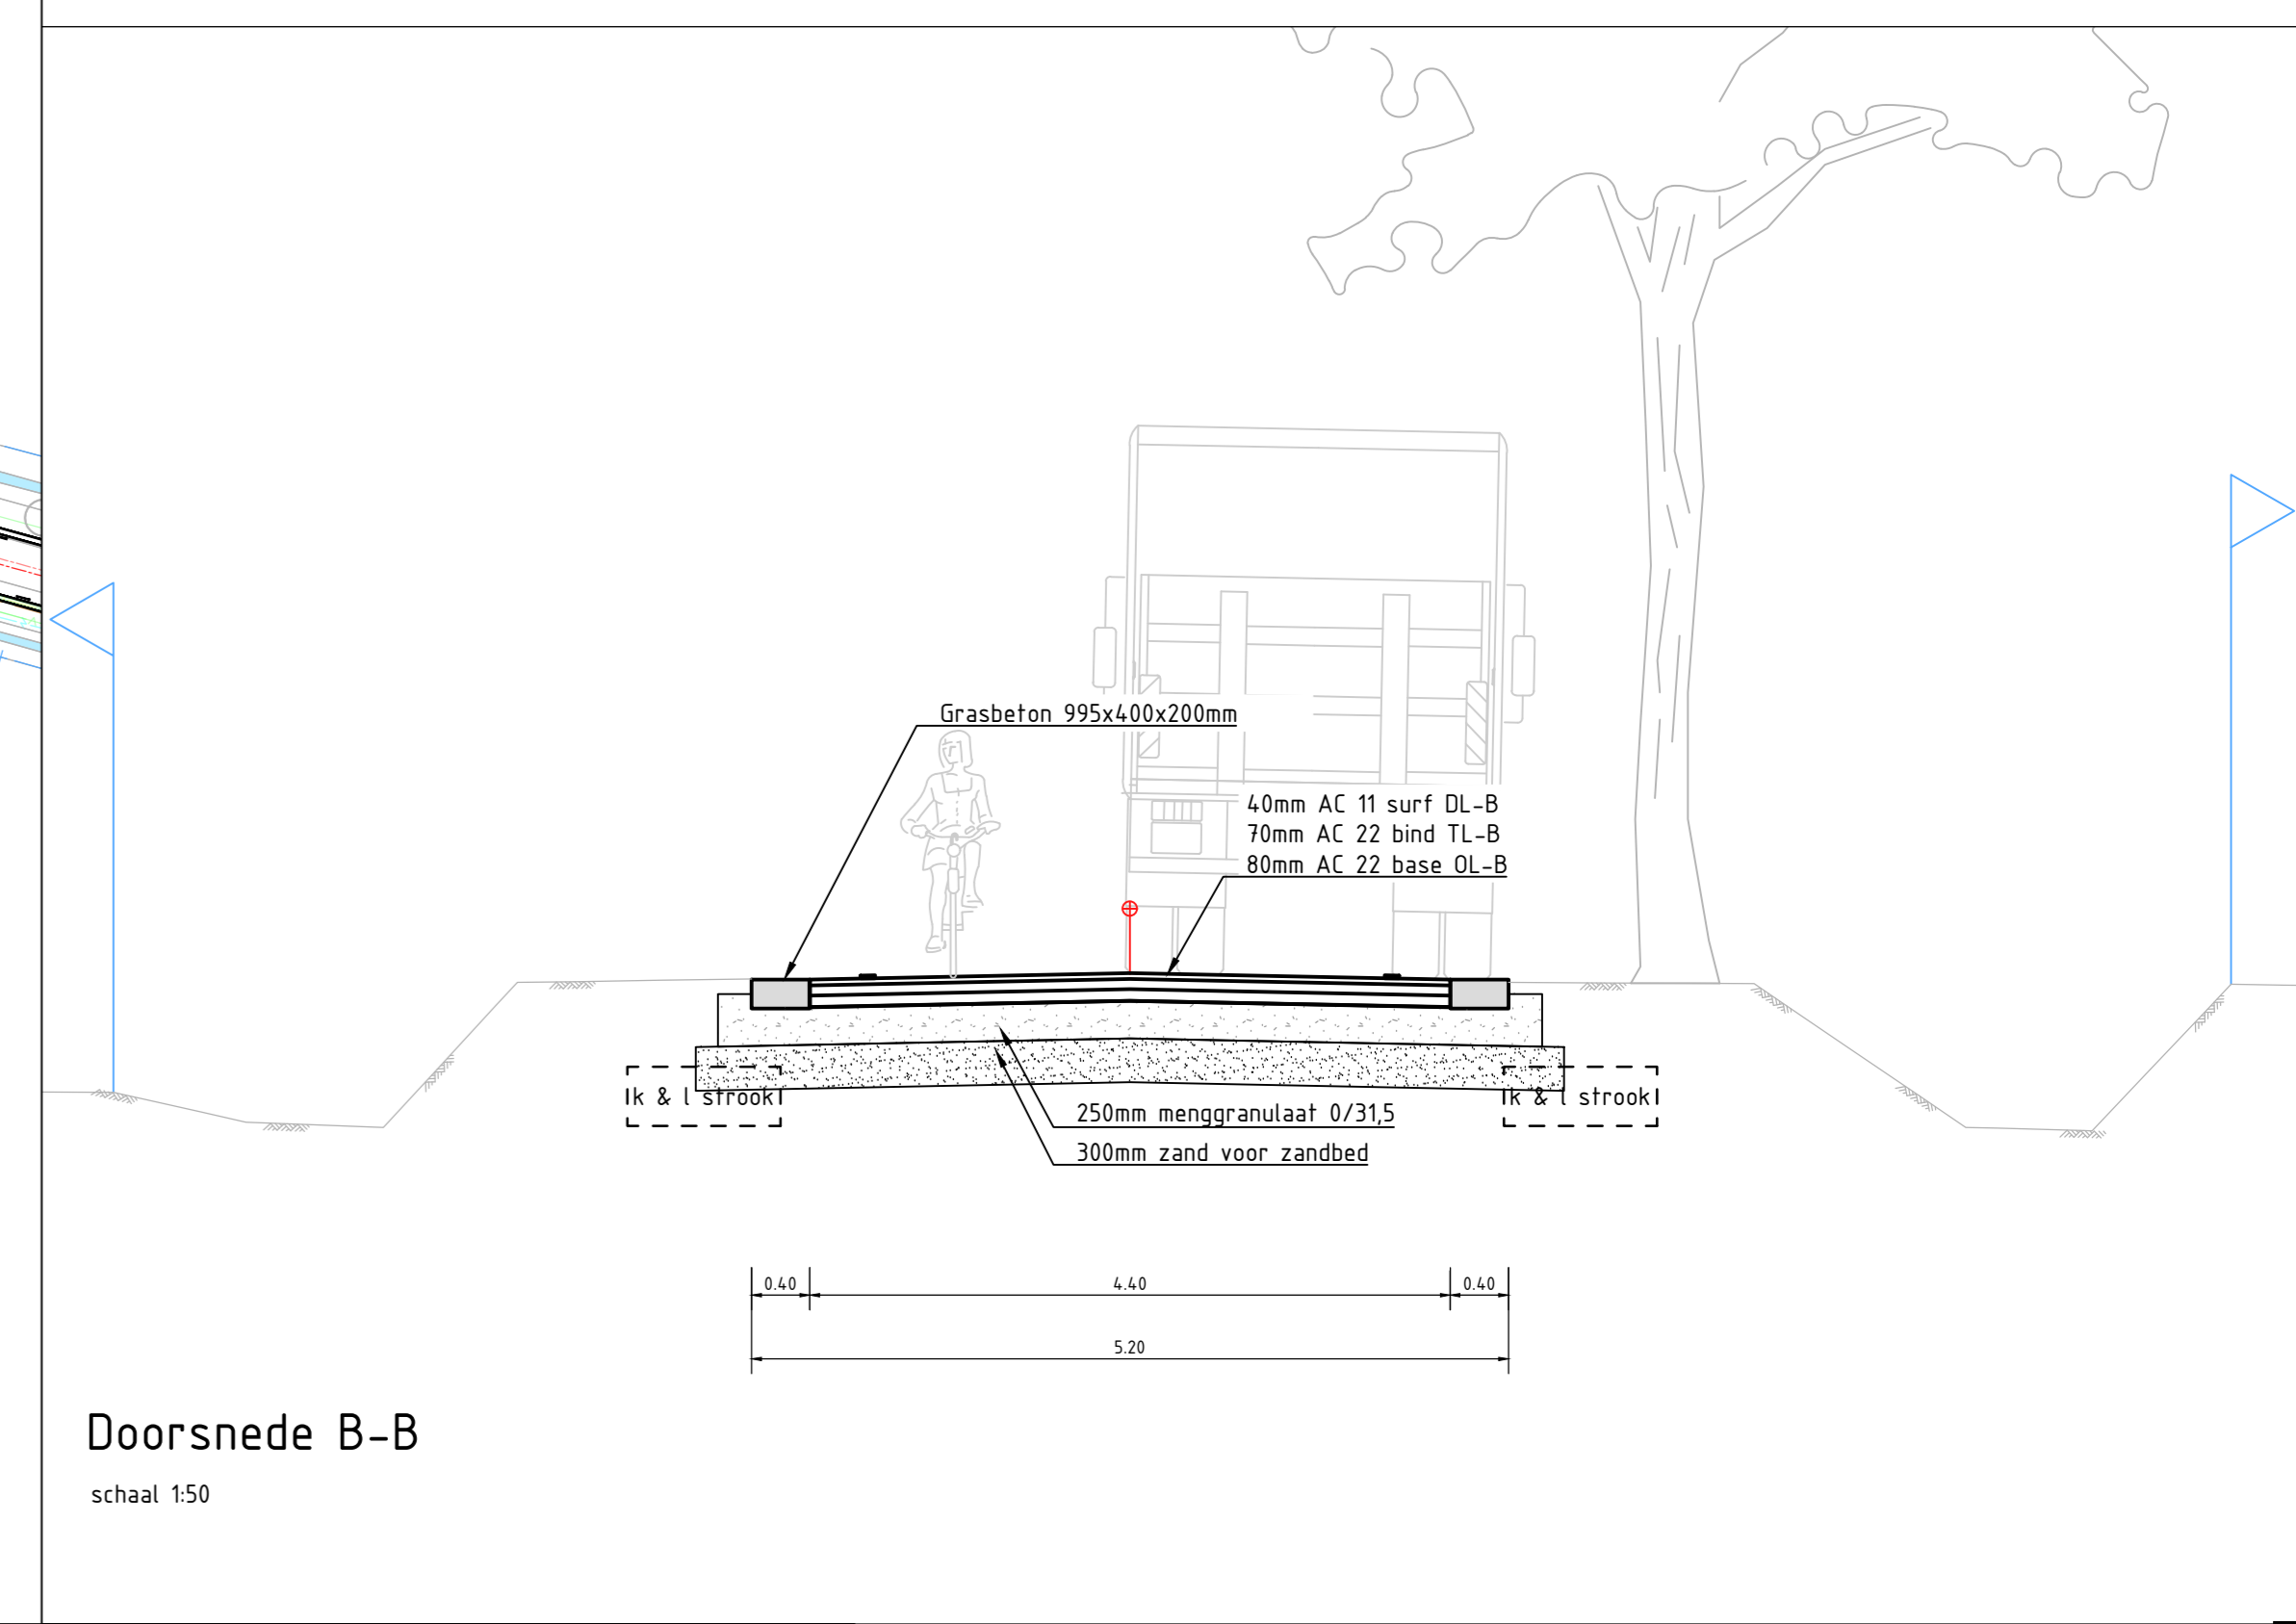 Grasbeton 995x400x200mm
40mm AC 11 surf DL-B
70mm AC 22 bind TL-B
80mm AC 22 base OL-B
k & l strook
k & l strook
250mm menggranulaat 0/31,5
300mm zand voor zandbed
0.40
4.40
0.40
5.20
Doorsnede B-B
schaal 1:50